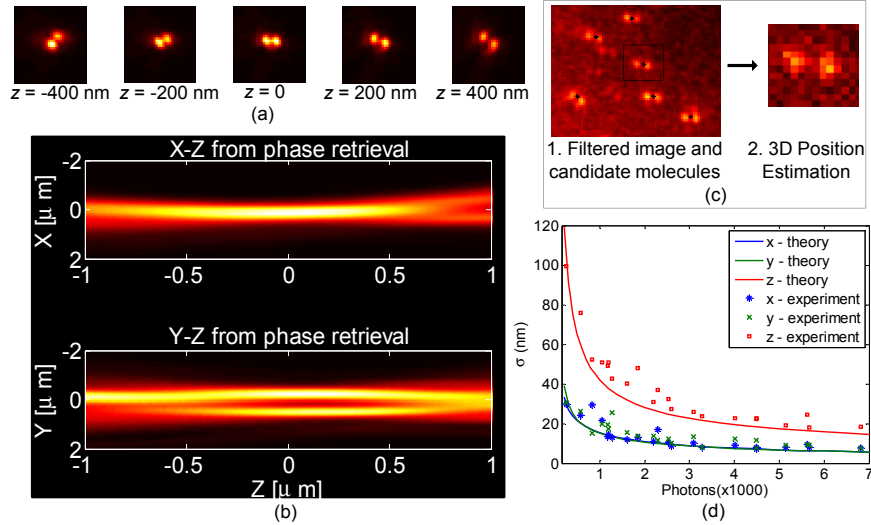 z = -400 nm
z = -200 nm
z = 0
200 nm
z = 400 nm
(a)
X-Z from phase retrieval
-2
0
2
X [μ m]
-1
-0.5
0
0.5
1
Y-Z from phase retrieval
-2
0
2
Y [μ m]
-1
-0.5
0
0.5
1
Z [μ m]
(b)
1. Filtered image and
candidate molecules
2. 3D Position
Estimation
(c)
120
100
80
60
40
20
0
σ (nm)
x - theory
y - theory
z - theory
x - experiment
y - experiment
z - experiment
1
2
3
4
5
6
7
Photons(x1000)
(d)